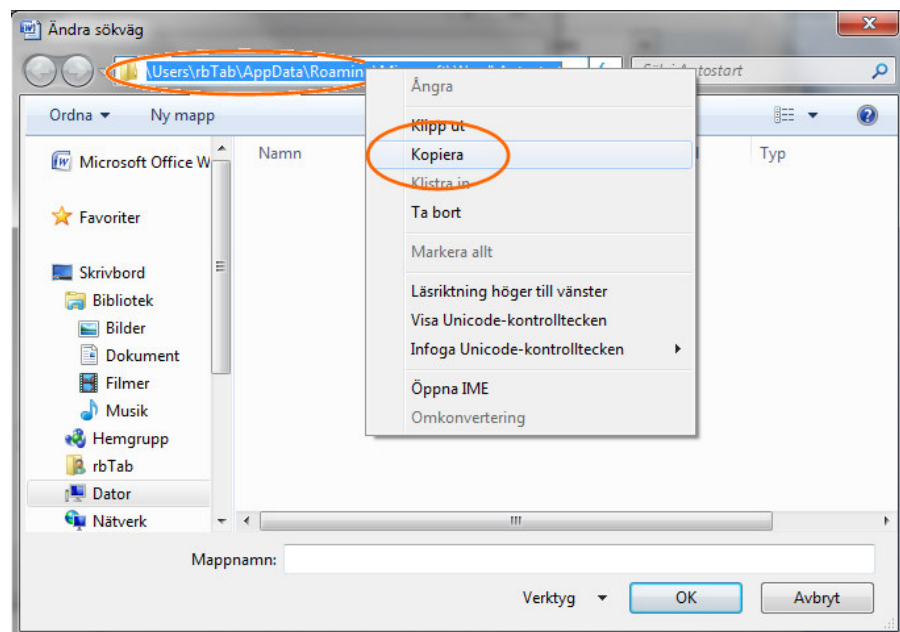 Ändra sökväg
\Users\rbTab\AppData\Roaming
Autostart
Ordna Ny mapp
Microsoft Office W
Favoriter
Skrivbord
Bibliotek
Bilder
Dokument
Filmer
Musik
Hemgrupp
rbTab
Dator
Nätverk
Namn
Typ
Ångra
Klipp ut
Kopiera
Klistra in
Ta bort
Markera allt
Läsriktning höger till vänster
Visa Unicode-kontrolltecken
Infoga Unicode-kontrolltecken
Öppna IME
Omkonvertering
Mappnamn:
Verktyg OK Avbryt